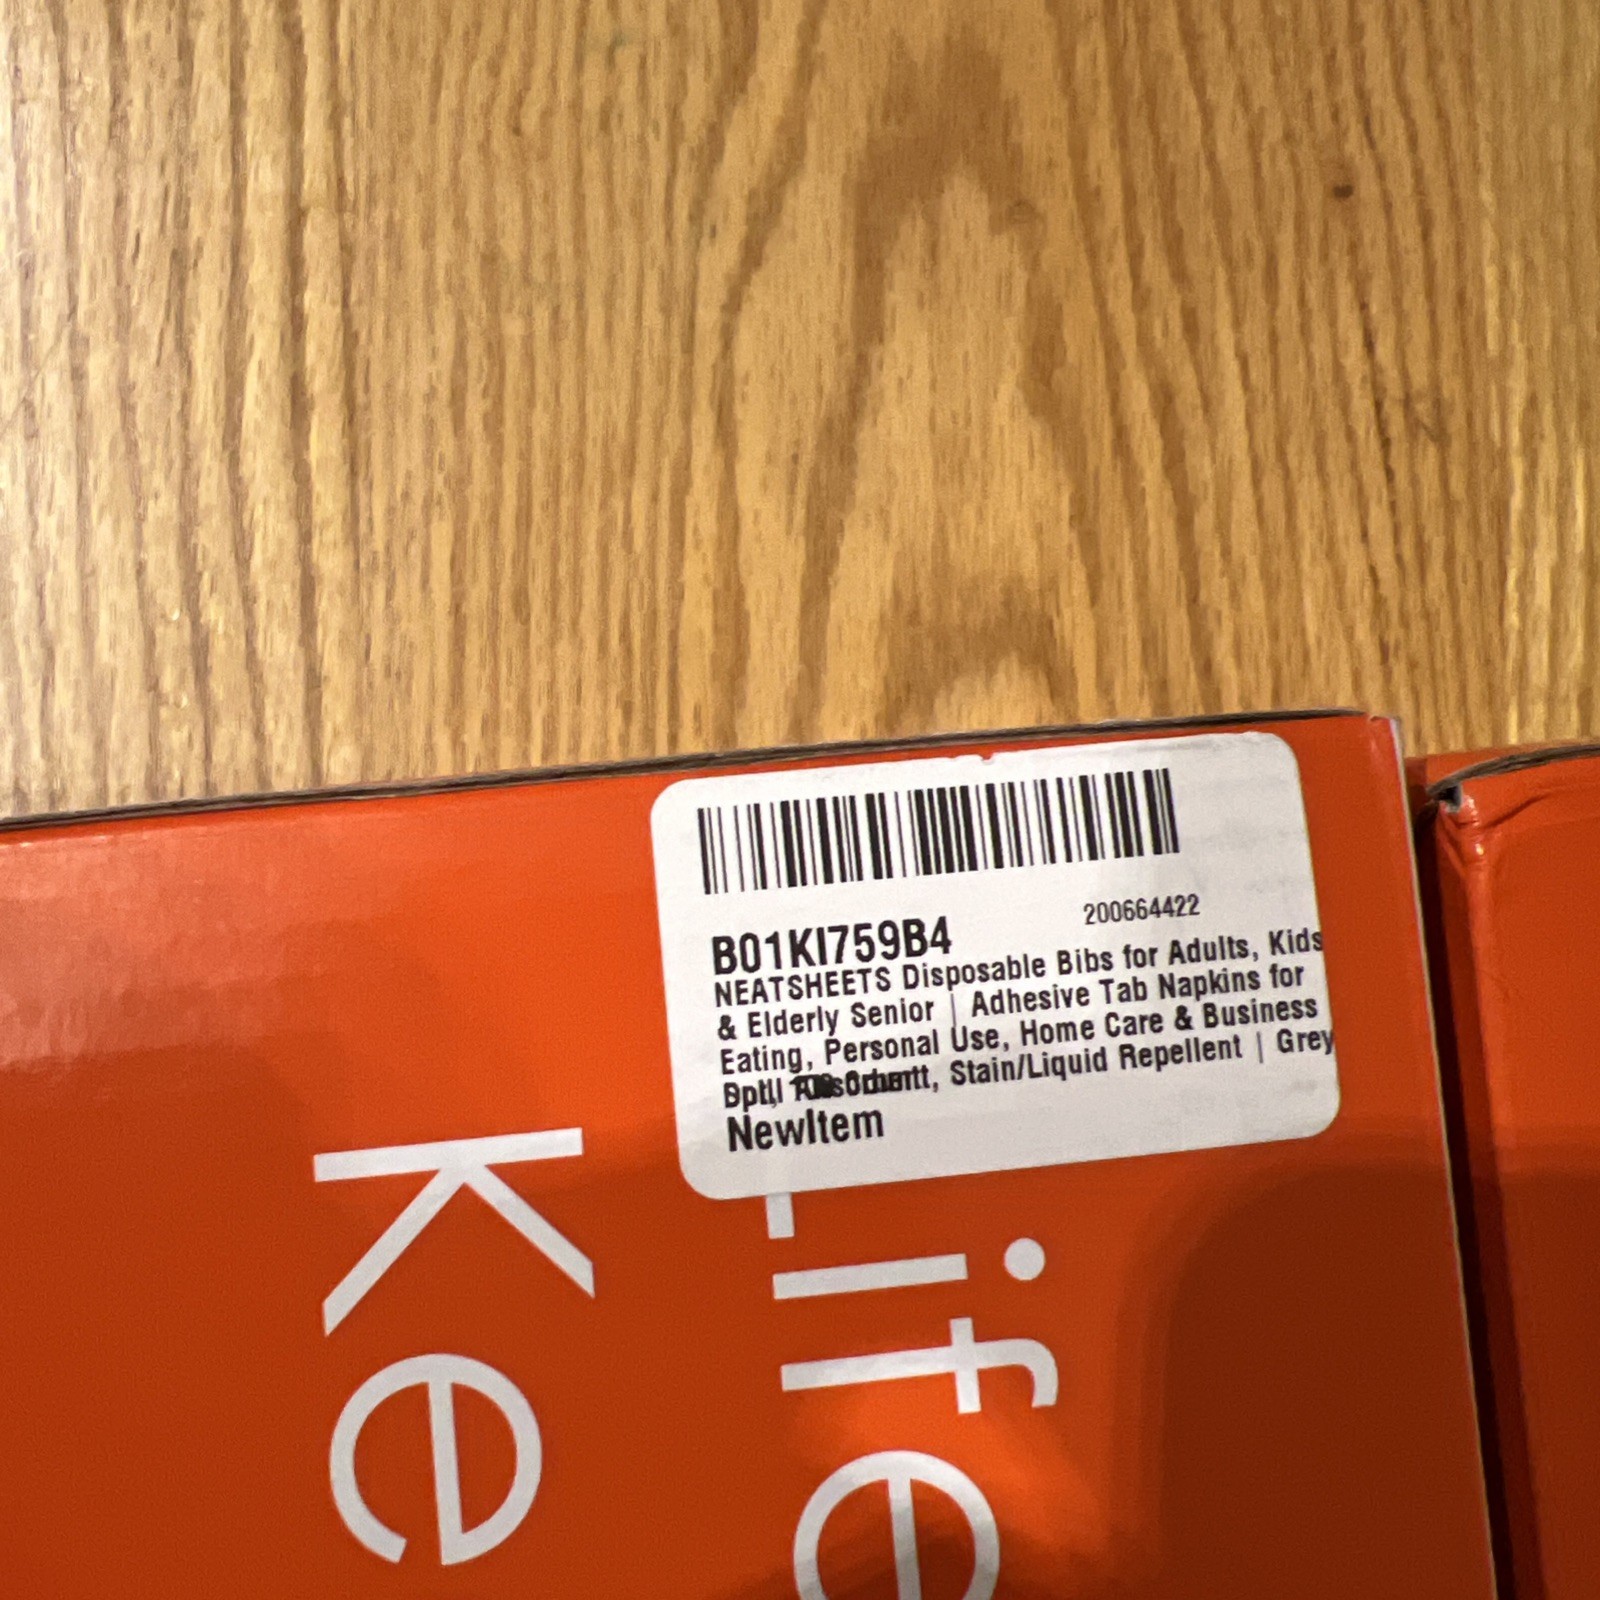 200664422
B01KI759B4
NEATSHEETS Disposable Bibs for Adults, Kids
& Elderly Senior | Adhesive Tab Napkins for
Eating, Personal Use, Home Care & Business
Stain/Liquid Repellent | Grey
NewItem
Life
Ke